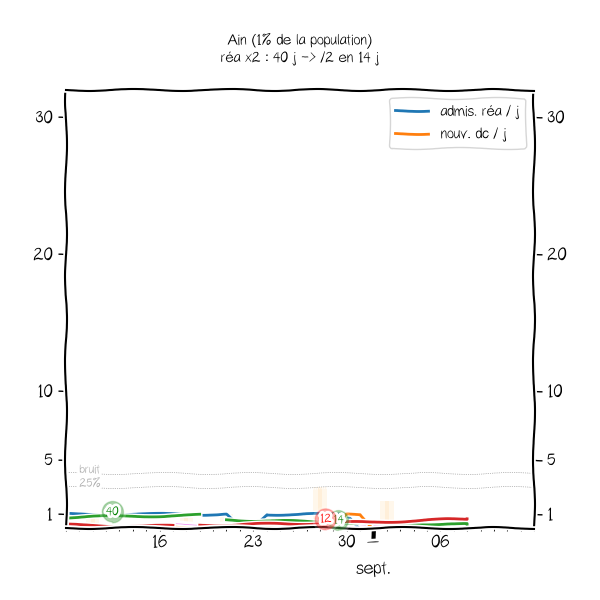 Ain (1% de la population)
réa x2 : 40 j -> /2 en 14 j
admis. réa / j
nouv. dc / j
30 30
20 20
10 10
5 5
bruit
25%
1 40 12 14 1
16 23 30 06
sept.